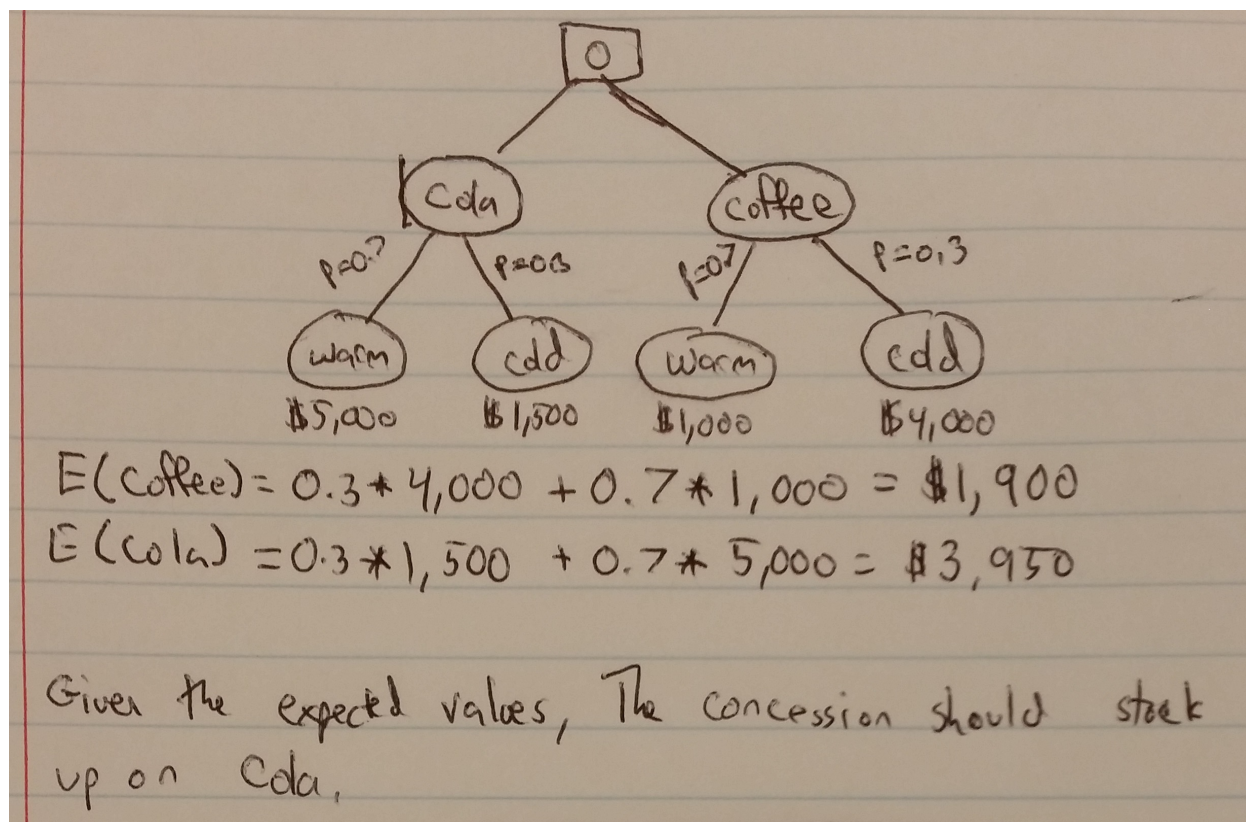 O
Cola coffee
P=0.7 P=0.3 P=0.7 P=0.3
warm cold warm cold
$5,000 $1,500 $1,000 $4,000
E(Coffee) = 0.3 * 4,000 + 0.7 * 1,000 = $1,900
E(Cola) = 0.3 * 1,500 + 0.7 * 5,000 = $3,950
Given the expected values, The concession should stock
up on Cola.